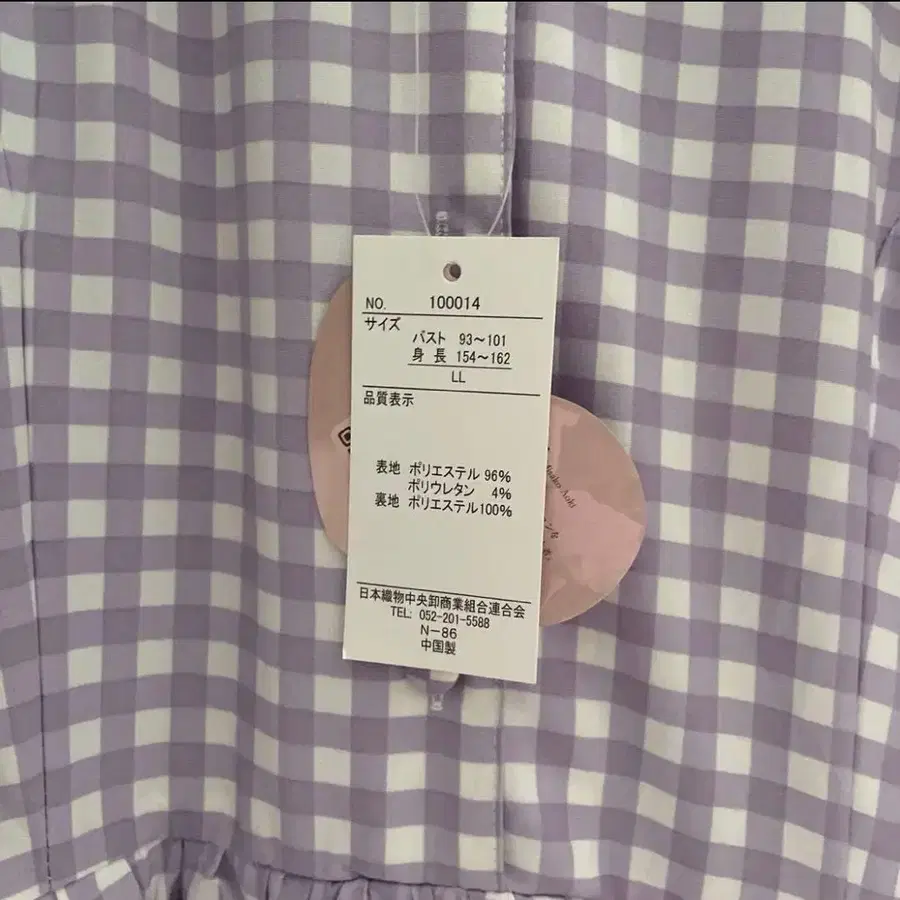 NO. 100014
サイズ
バスト 93〜101
身長 154〜162
LL
品質表示
表地 ポリエステル 96%
ポリウレタン 4%
裏地 ポリエステル100%
日本織物中央卸商業組合連合会
TEL: 052-201-5588
N-86
中国製
Aoki